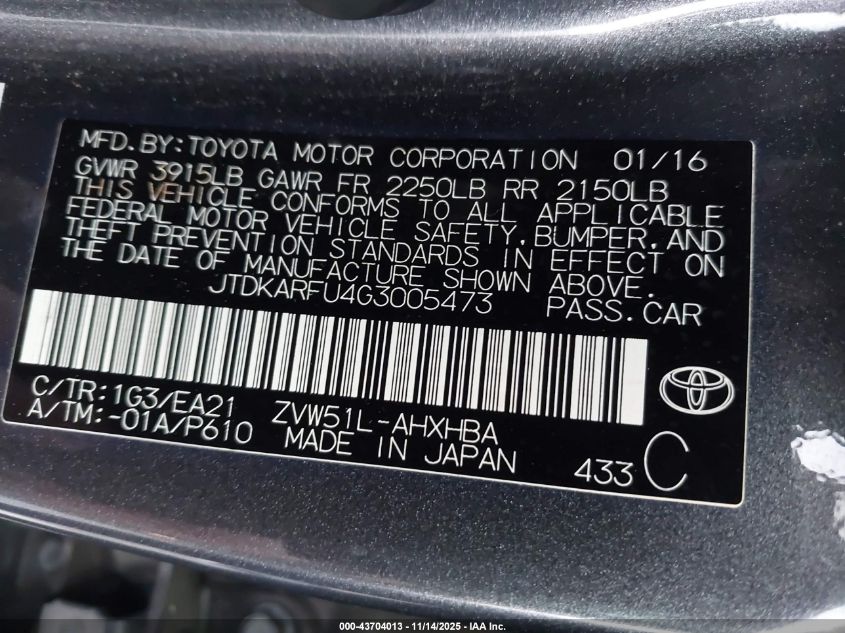 MFD.BY:TOYOTA MOTOR CORPORATION 01/16
GVWR 3915LB GAWR FR 2250LB RR 2150LB
THIS VEHICLE CONFORMS TO ALL APPLICABLE
FEDERAL MOTOR VEHICLE SAFETY,BUMPER,AND
THEFT PREVENTION STANDARDS IN EFFECT ON
THE DATE OF MANUFACTURE SHOWN ABOVE.
JTDKARFU4G3005473 PASS.CAR
C/TR:1G3/EA21 ZVW51L-AHXHBA
A/TM:-01A/P610 MADE IN JAPAN 433 C
000-43704013 - 11/14/2025 - IAA Inc.